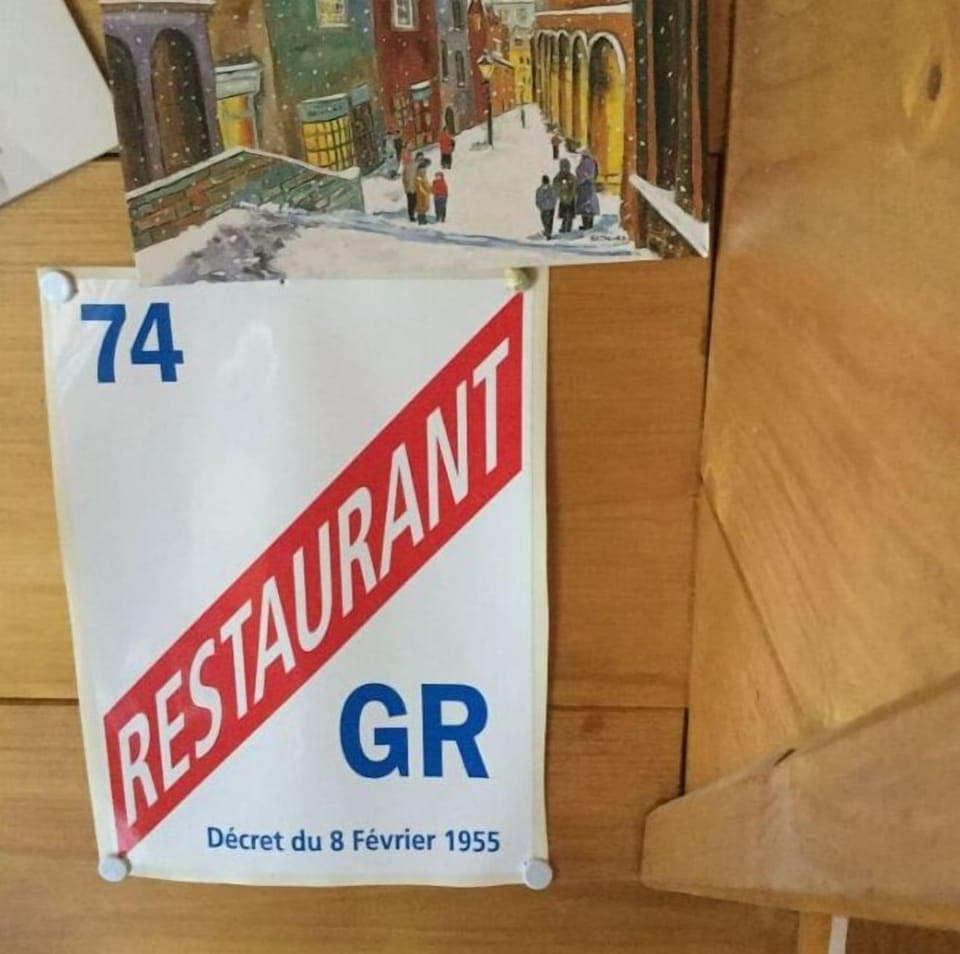 74
RESTAURANT
GR
Décret du 8 Février 1955